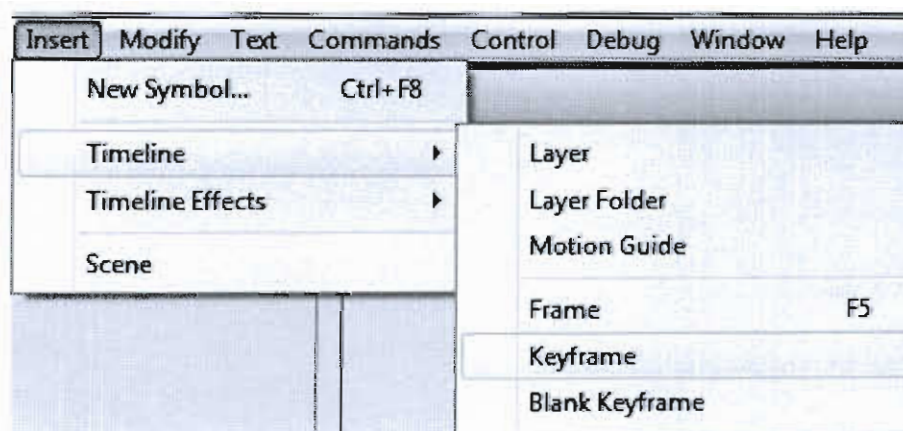 Insert Modify Text Commands Control Debug Window Help
New Symbol... Ctrl+F8
Timeline
Timeline Effects
Scene
Layer
Layer Folder
Motion Guide
Frame F5
Keyframe
Blank Keyframe